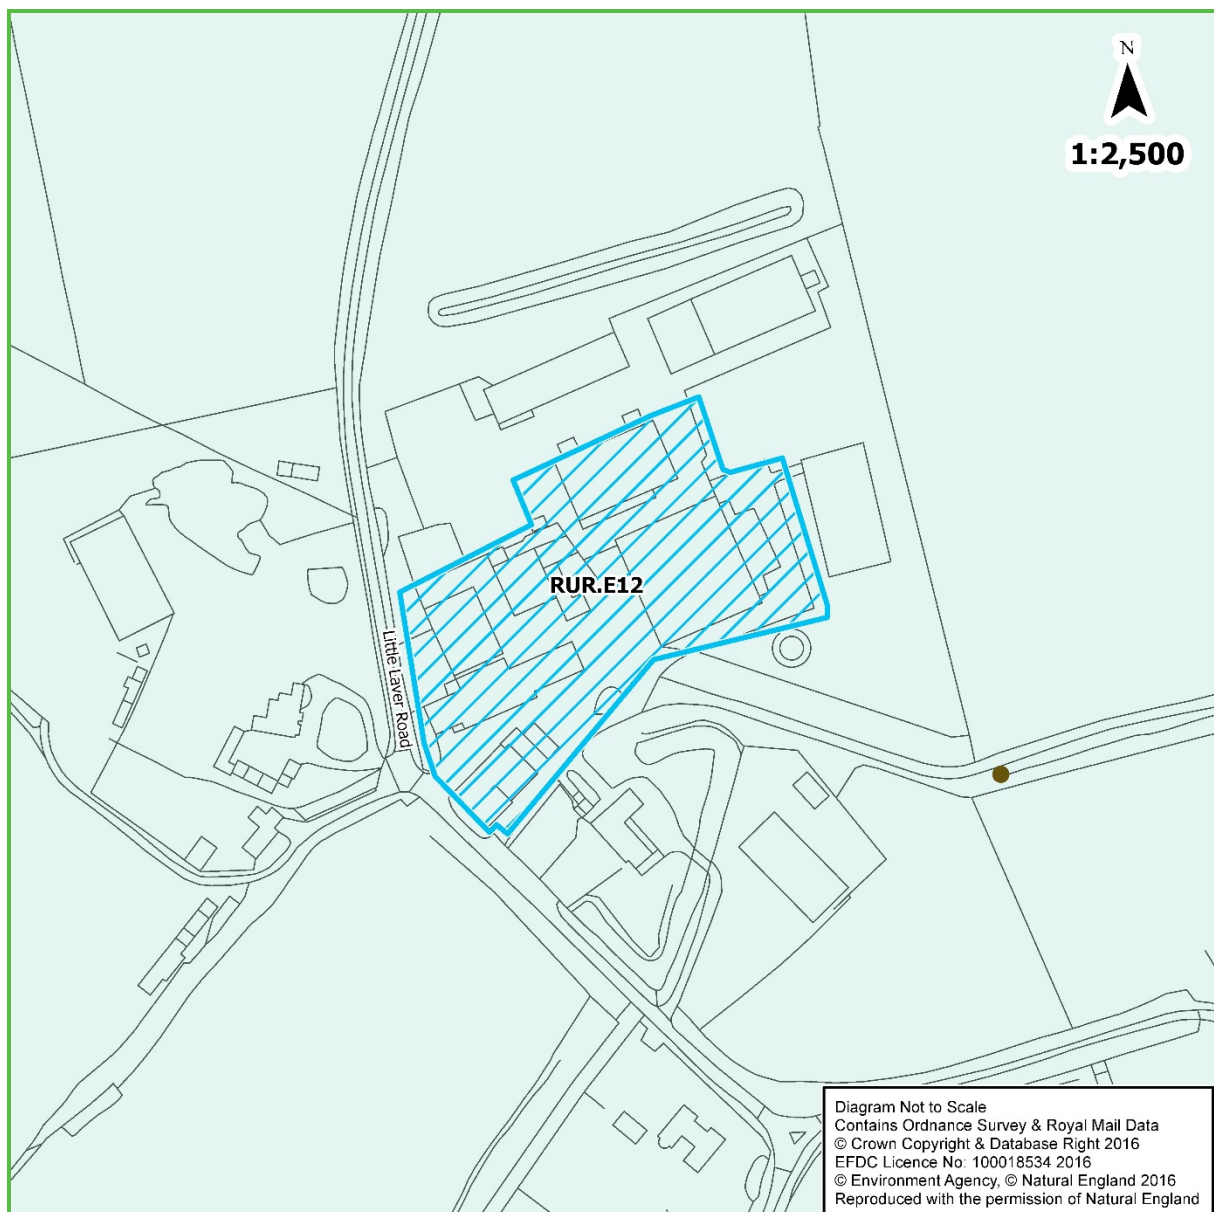 N
1:2,500
RUR.E12
Little Laver Road
Diagram Not to Scale
Contains Ordnance Survey & Royal Mail Data
© Crown Copyright & Database Right 2016
EFDC Licence No: 100018534 2016
© Environment Agency, © Natural England 2016
Reproduced with the permission of Natural England